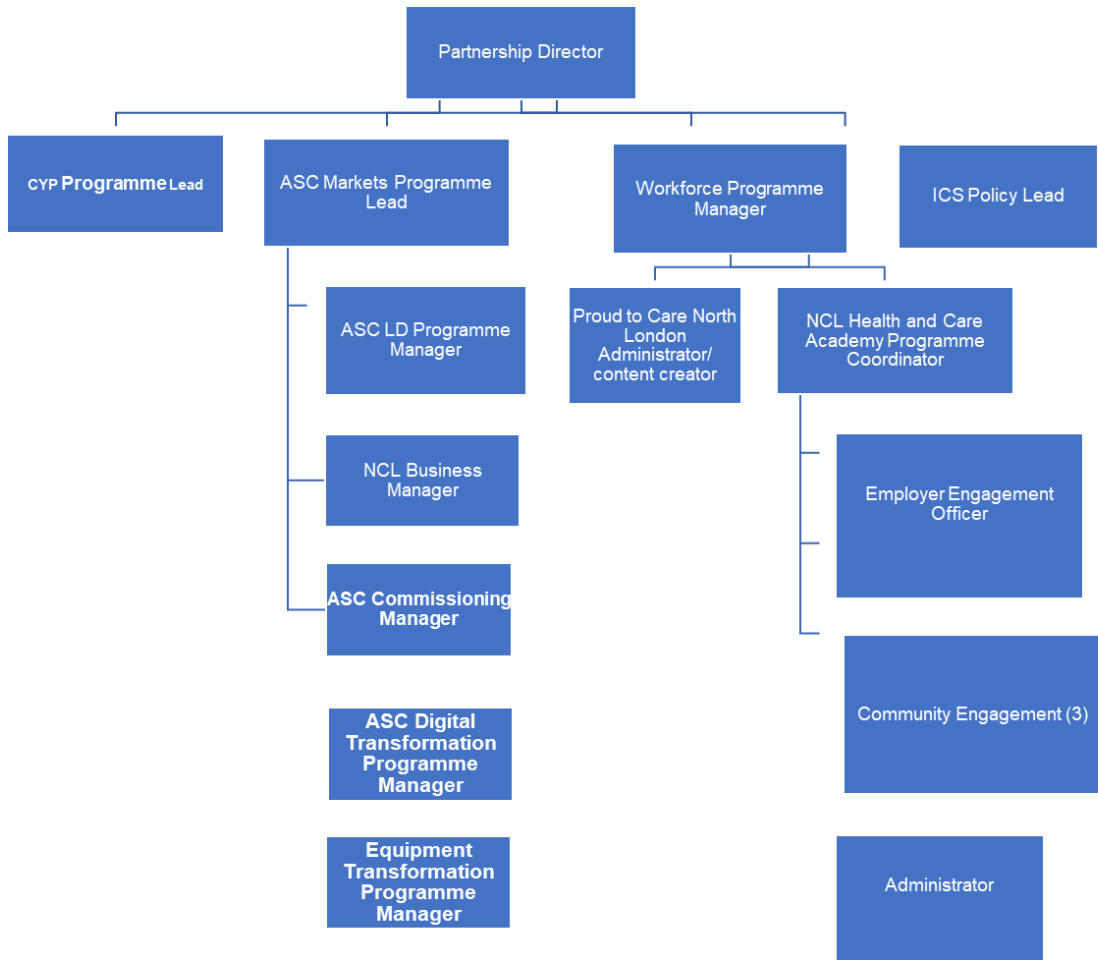 Partnership Director
CYP Programme Lead
ASC Markets Programme
Lead
Workforce Programme
Manager
ICS Policy Lead
ASC LD Programme
Manager
Proud to Care North
London
Administrator/
content creator
NCL Health and Care
Academy Programme
Coordinator
NCL Business
Manager
Employer Engagement
Officer
ASC Commissioning
Manager
Community Engagement (3)
ASC Digital
Transformation
Programme
Manager
Equipment
Transformation
Programme
Manager
Administrator